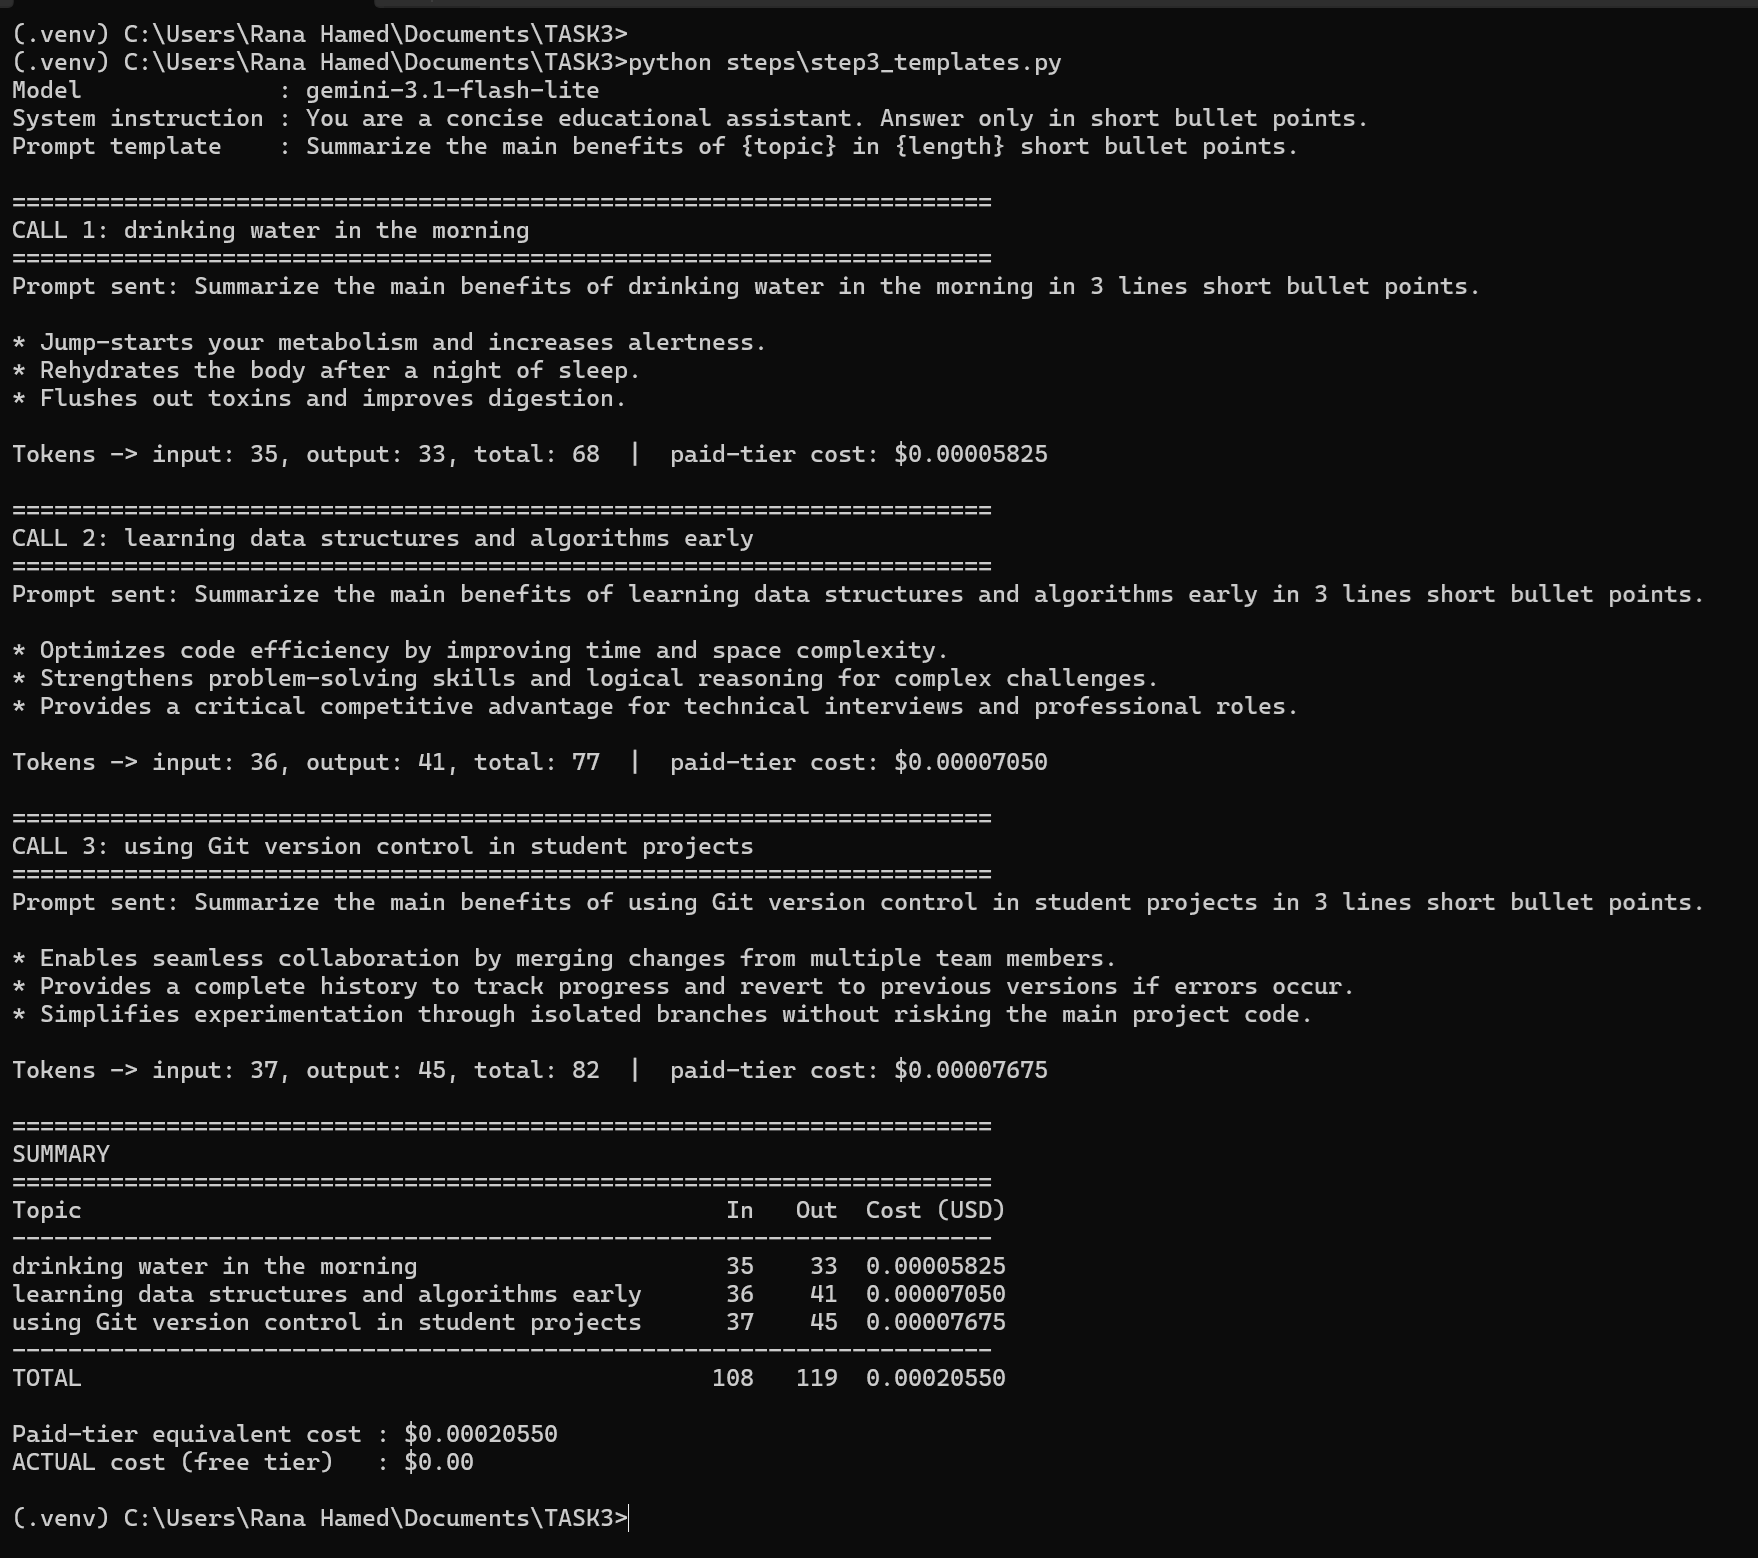 (.venv) C:\Users\Rana Hamed\Documents\TASK3>
(.venv) C:\Users\Rana Hamed\Documents\TASK3>python steps\step3_templates.py
Model              : gemini-3.1-flash-lite
System instruction : You are a concise educational assistant. Answer only in short bullet points.
Prompt template    : Summarize the main benefits of {topic} in {length} short bullet points.

======================================================================
CALL 1: drinking water in the morning
======================================================================
Prompt sent: Summarize the main benefits of drinking water in the morning in 3 lines short bullet points.

* Jump-starts your metabolism and increases alertness.
* Rehydrates the body after a night of sleep.
* Flushes out toxins and improves digestion.

Tokens -> input: 35, output: 33, total: 68  |  paid-tier cost: $0.00005825

======================================================================
CALL 2: learning data structures and algorithms early
======================================================================
Prompt sent: Summarize the main benefits of learning data structures and algorithms early in 3 lines short bullet points.

* Optimizes code efficiency by improving time and space complexity.
* Strengthens problem-solving skills and logical reasoning for complex challenges.
* Provides a critical competitive advantage for technical interviews and professional roles.

Tokens -> input: 36, output: 41, total: 77  |  paid-tier cost: $0.00007050

======================================================================
CALL 3: using Git version control in student projects
======================================================================
Prompt sent: Summarize the main benefits of using Git version control in student projects in 3 lines short bullet points.

* Enables seamless collaboration by merging changes from multiple team members.
* Provides a complete history to track progress and revert to previous versions if errors occur.
* Simplifies experimentation through isolated branches without risking the main project code.

Tokens -> input: 37, output: 45, total: 82  |  paid-tier cost: $0.00007675

======================================================================
SUMMARY
======================================================================
Topic                                              In   Out  Cost (USD)
----------------------------------------------------------------------
drinking water in the morning                      35    33  0.00005825
learning data structures and algorithms early      36    41  0.00007050
using Git version control in student projects      37    45  0.00007675
----------------------------------------------------------------------
TOTAL                                             108   119  0.00020550

Paid-tier equivalent cost : $0.00020550
ACTUAL cost (free tier)   : $0.00

(.venv) C:\Users\Rana Hamed\Documents\TASK3>